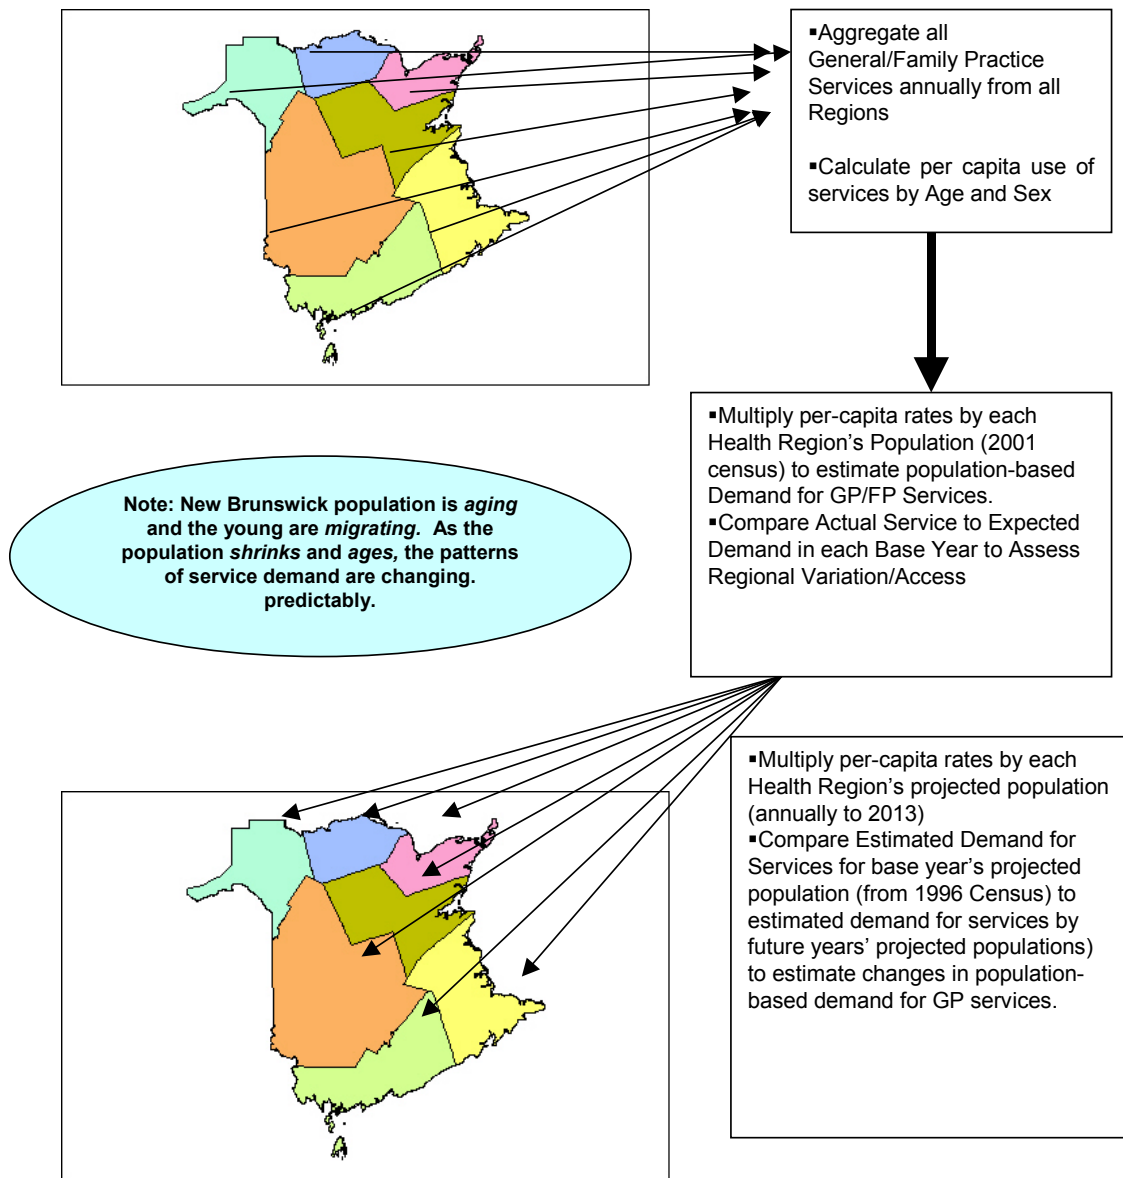 ▪Aggregate all
General/Family Practice
Services annually from all
Regions
▪Calculate per capita use of
services by Age and Sex
▪Multiply per-capita rates by each
Health Region's Population (2001
census) to estimate population-based
Demand for GP/FP Services.
▪Compare Actual Service to Expected
Demand in each Base Year to Assess
Regional Variation/Access
Note: New Brunswick population is aging
and the young are migrating. As the
population shrinks and ages, the patterns
of service demand are changing.
predictably.
▪Multiply per-capita rates by each
Health Region's projected population
(annually to 2013)
▪Compare Estimated Demand for
Services for base year's projected
population (from 1996 Census) to
estimated demand for services by
future years' projected populations)
to estimate changes in population-
based demand for GP services.